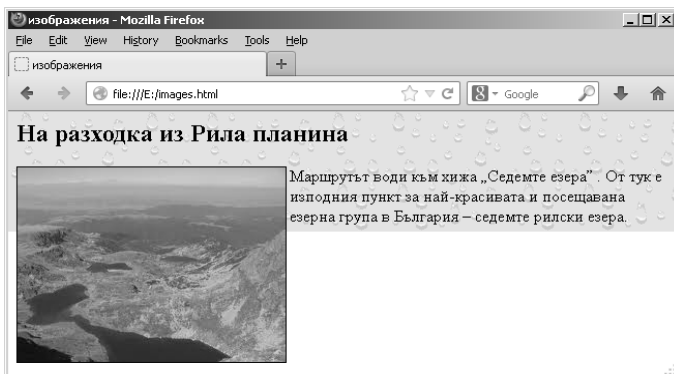 изображения - Mozilla Firefox
File Edit View History Bookmarks Tools Help
изображения
file:///E:/images.html
8 Google
На разходка из Рила планина
Маршрутът води към хижа „Седемте езера” . От тук е
изподния пункт за най-красивата и посещавана
езерна група в България – седемте рилски езера.